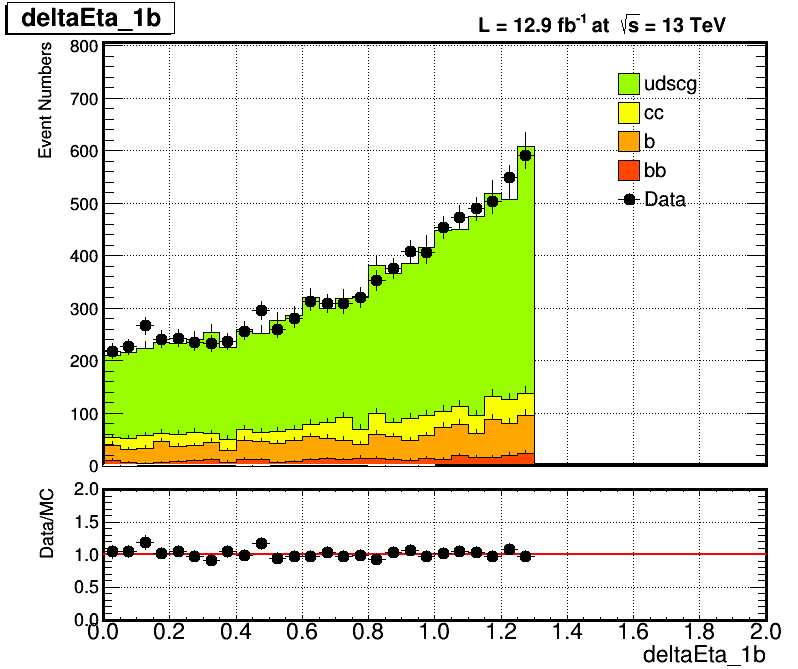 deltaEta_1b
L = 12.9 fb-1 at √s = 13 TeV
Event Numbers
800
700
600
500
400
300
200
100
0
udscg
cc
b
bb
Data
Data/MC
2.0
1.5
1.0
0.5
0.0
0.0 0.2 0.4 0.6 0.8 1.0 1.2 1.4 1.6 1.8 2.0
deltaEta_1b